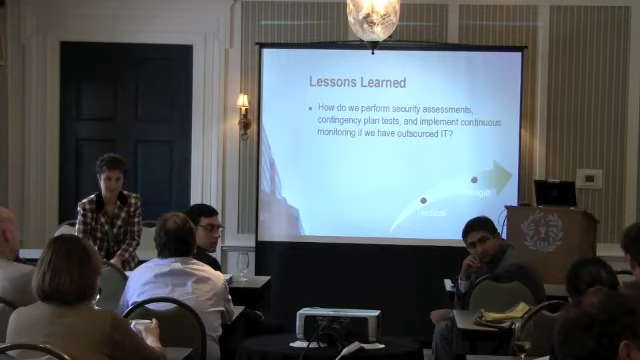 Lessons Learned
How do we perform security assessments,
contingency plan tests, and implement continuous
monitoring if we have outsourced IT?